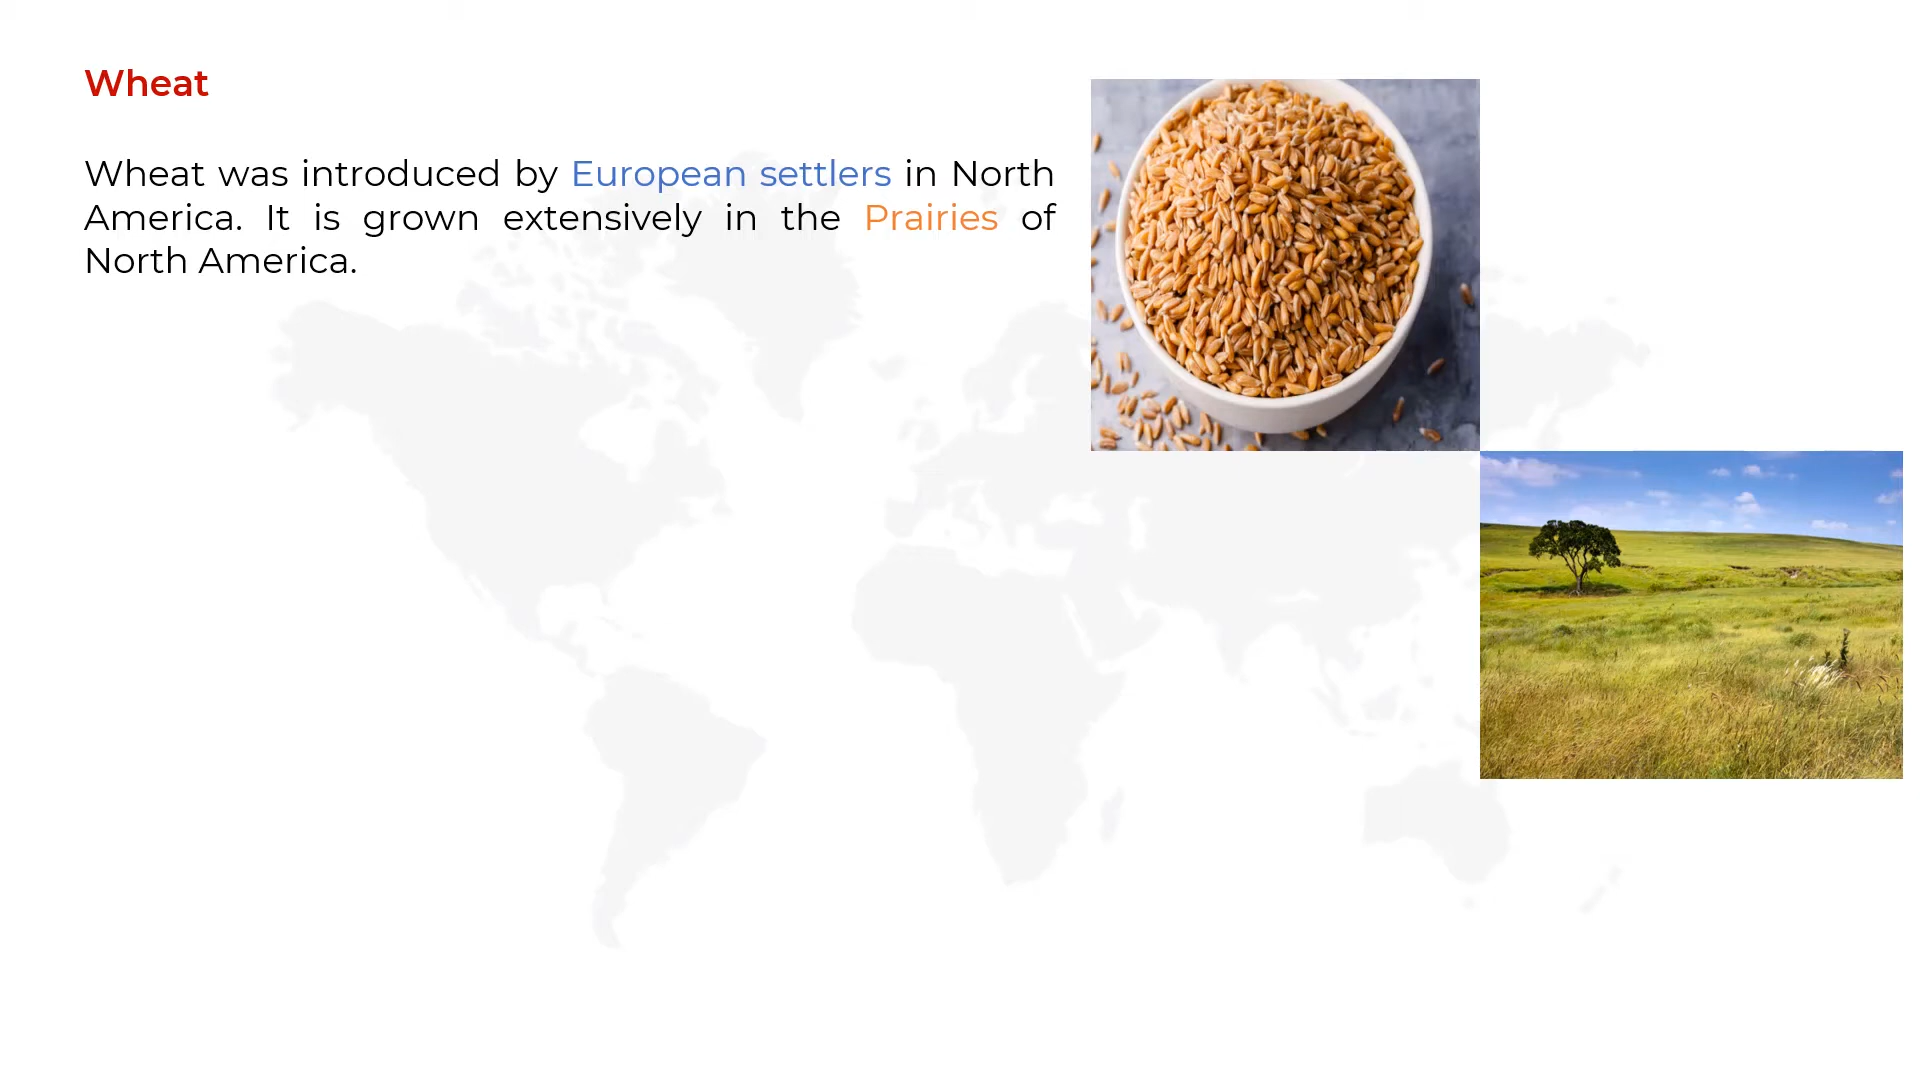 Wheat
Wheat was introduced by European settlers in North
America. It is grown extensively in the Prairies of
North America.